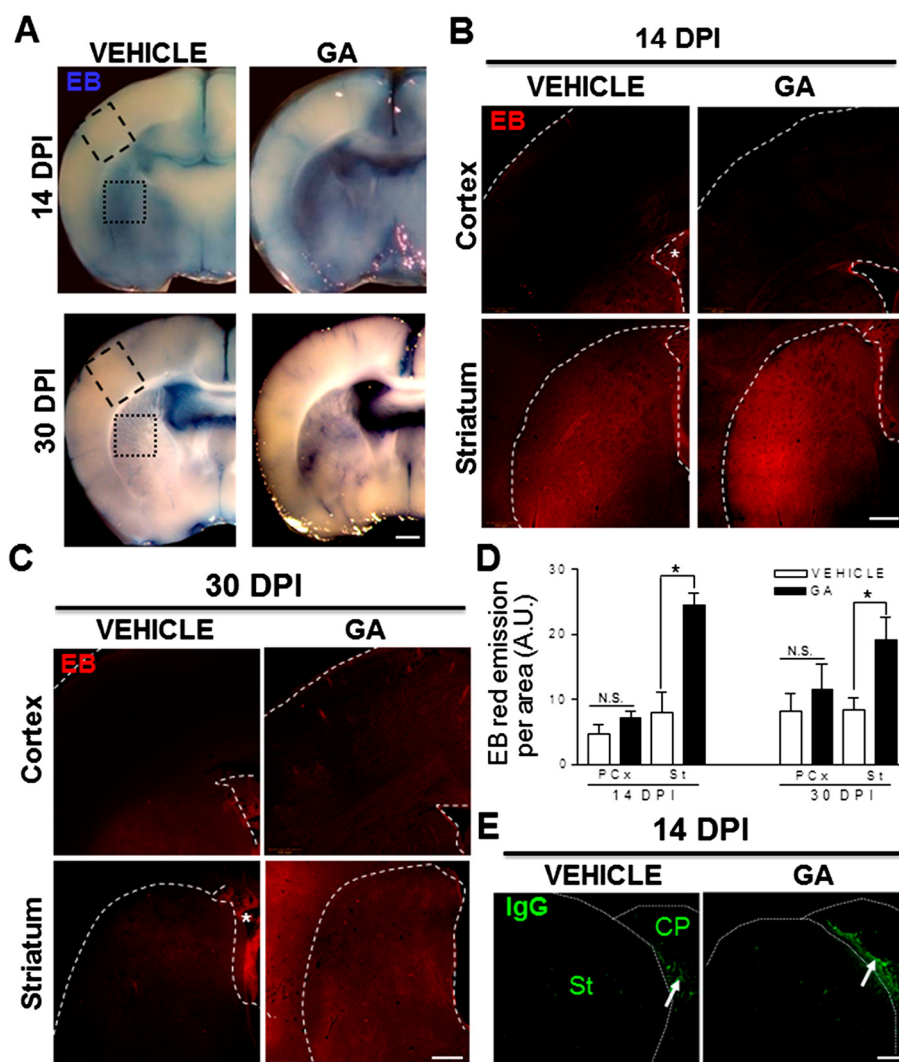 A
VEHICLE GA
EB
14 DPI
30 DPI
B
14 DPI
VEHICLE GA
EB
Cortex
*
Striatum
C
30 DPI
VEHICLE GA
EB
Cortex
Striatum
*
D
EB red emission
per area (A.U.)
30
20
10
0
VEHICLE
GA
*
*
N.S.
N.S.
PCx St PCx St
14 DPI 30 DPI
E
14 DPI
VEHICLE GA
IgG
CP
St